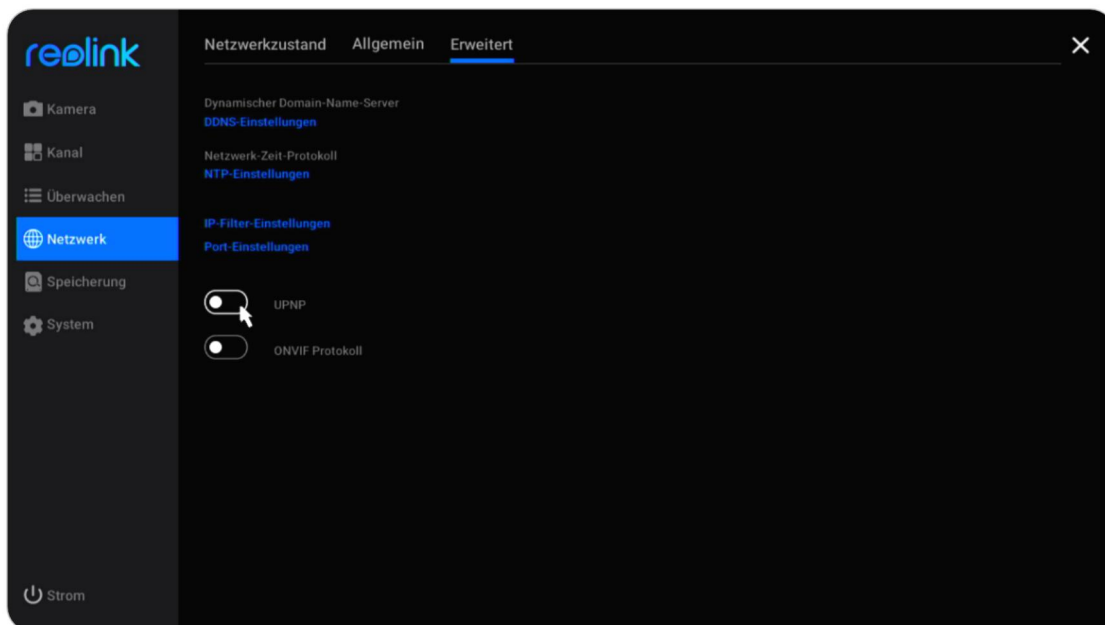 reolink
Netzwerkzustand Allgemein Erweitert
Kamera
Kanal
Überwachen
Netzwerk
Speicherung
System
Strom
Dynamischer Domain-Name-Server
DDNS-Einstellungen
Netzwerk-Zeit-Protokoll
NTP-Einstellungen
IP-Filter-Einstellungen
Port-Einstellungen
UPNP
ONVIF Protokoll